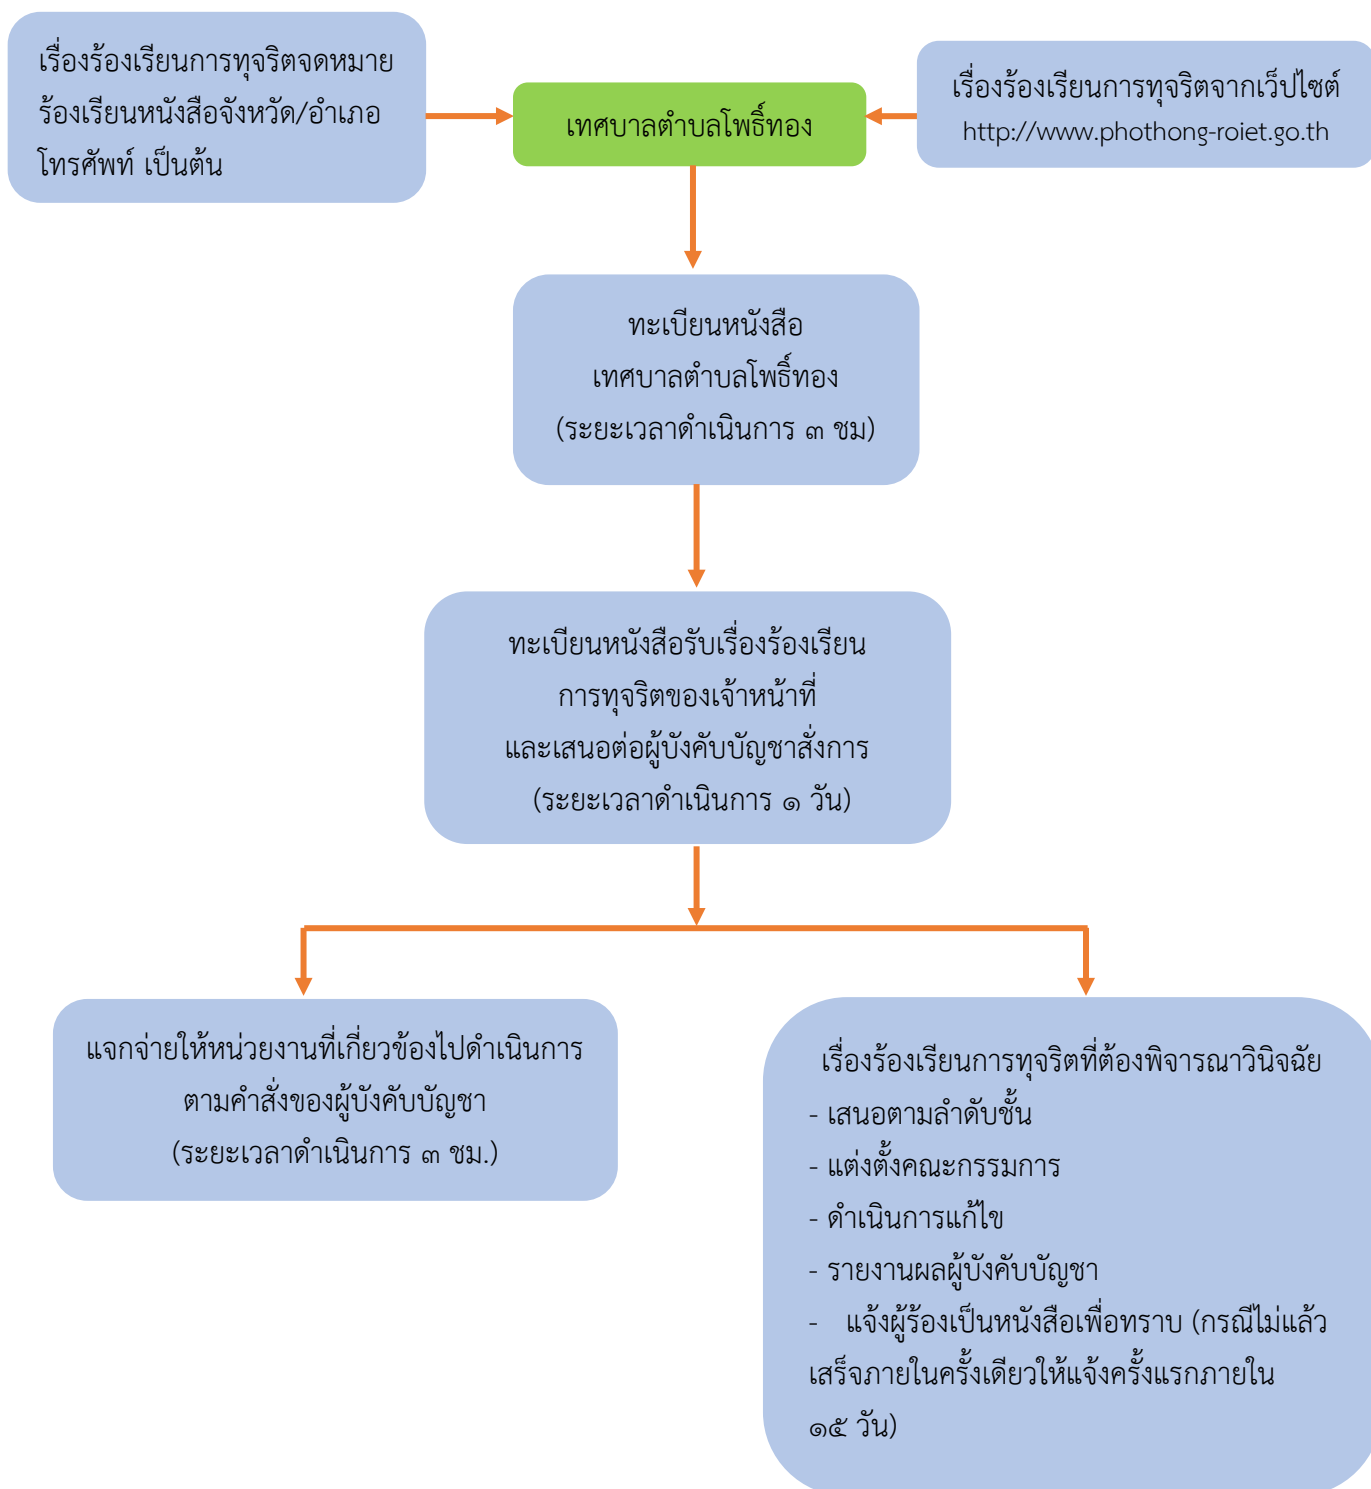 เรื่องร้องเรียนการทุจริตจดหมาย
ร้องเรียนหนังสือจังหวัด/อำเภอ
โทรศัพท์ เป็นต้น
เทศบาลตำบลโพธิ์ทอง
เรื่องร้องเรียนการทุจริตจากเว็ปไซต์
http://www.phothong-roiet.go.th
ทะเบียนหนังสือ
เทศบาลตำบลโพธิ์ทอง
(ระยะเวลาดำเนินการ ๓ ชม)
ทะเบียนหนังสือรับเรื่องร้องเรียน
การทุจริตของเจ้าหน้าที่
และเสนอต่อผู้บังคับบัญชาสั่งการ
(ระยะเวลาดำเนินการ ๑ วัน)
แจกจ่ายให้หน่วยงานที่เกี่ยวข้องไปดำเนินการ
ตามคำสั่งของผู้บังคับบัญชา
(ระยะเวลาดำเนินการ ๓ ชม.)
เรื่องร้องเรียนการทุจริตที่ต้องพิจารณาวินิจฉัย
- เสนอตามลำดับชั้น
- แต่งตั้งคณะกรรมการ
- ดำเนินการแก้ไข
- รายงานผลผู้บังคับบัญชา
- แจ้งผู้ร้องเป็นหนังสือเพื่อทราบ (กรณีไม่แล้ว
เสร็จภายในครั้งเดียวให้แจ้งครั้งแรกภายใน
๑๕ วัน)